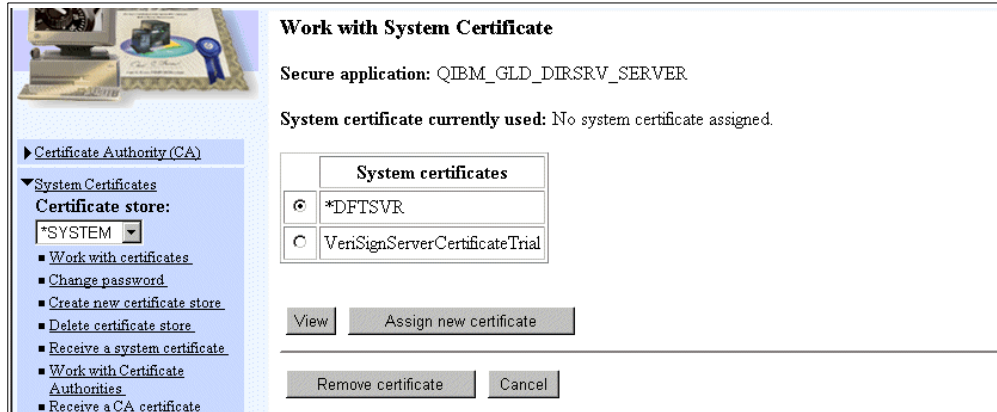 Work with System Certificate
Secure application: QIBM_GLD_DIRSRV_SERVER
System certificate currently used: No system certificate assigned.
Certificate Authority (CA)
System Certificates
Certificate store:
*SYSTEM
Work with certificates
Change password
Create new certificate store
Delete certificate store
Receive a system certificate
Work with Certificate
Authorities
Receive a CA certificate
System certificates
*DFTSVR
VeriSignServerCertificateTrial
View
Assign new certificate
Remove certificate
Cancel